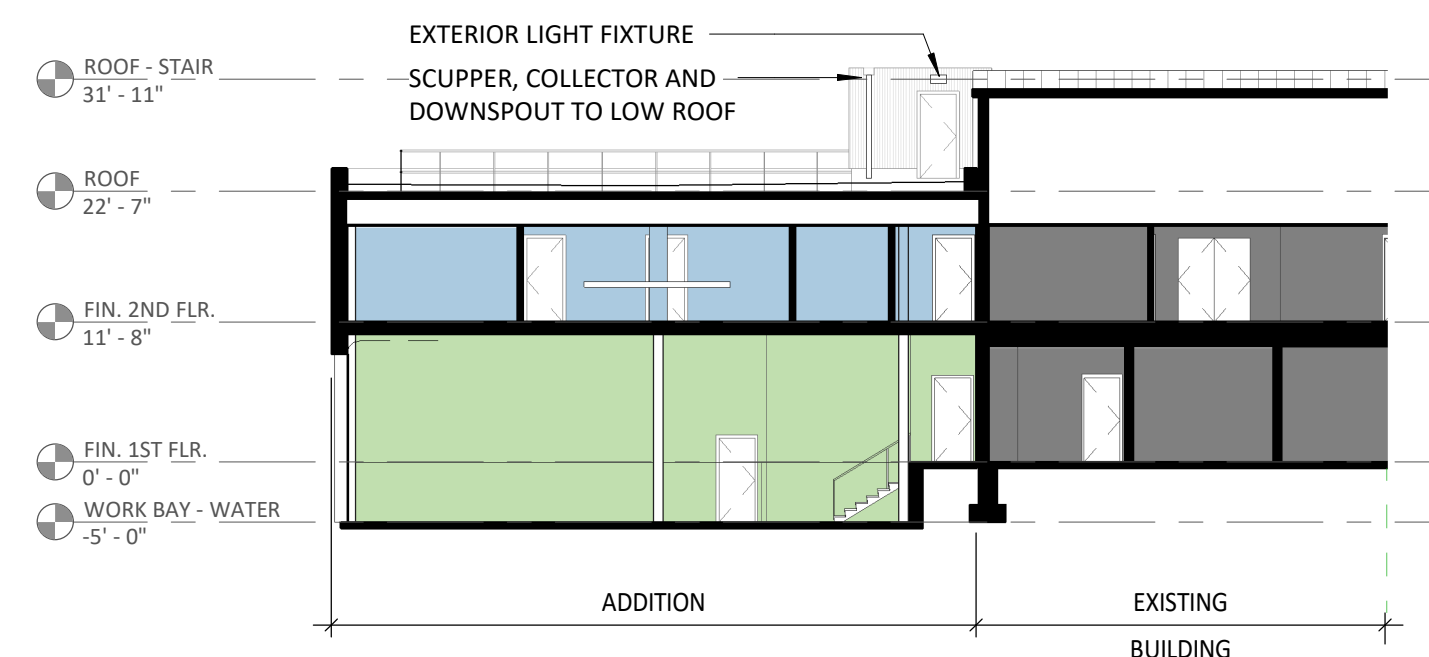 EXTERIOR LIGHT FIXTURE
ROOF - STAIR
31' - 11"
SCUPPER, COLLECTOR AND
DOWNSPOUT TO LOW ROOF
ROOF
22' - 7"
FIN. 2ND FLR.
11' - 8"
FIN. 1ST FLR.
0' - 0"
WORK BAY - WATER
-5' - 0"
ADDITION
EXISTING
BUILDING